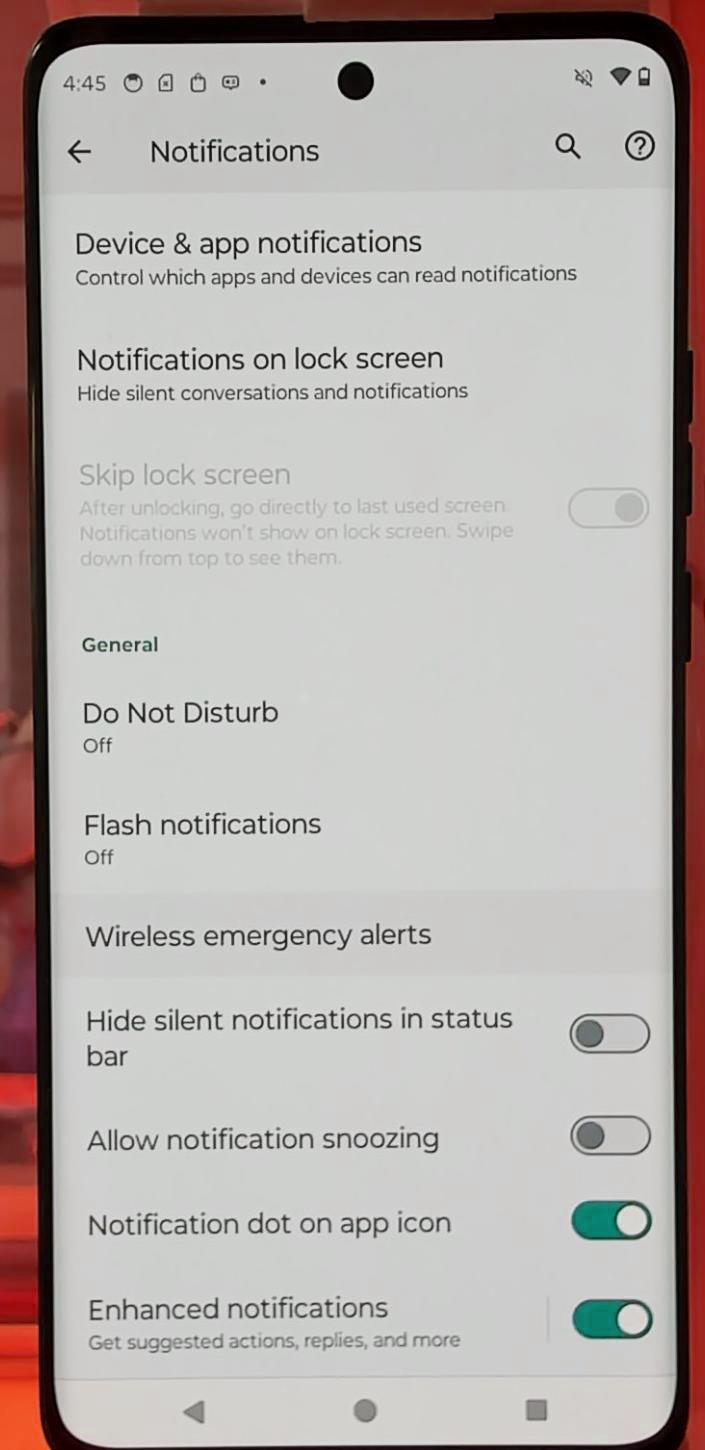 4:45
Notifications
Device & app notifications
Control which apps and devices can read notifications
Notifications on lock screen
Hide silent conversations and notifications
Skip lock screen
After unlocking, go directly to last used screen.
Notifications won't show on lock screen. Swipe
down from top to see them.
General
Do Not Disturb
Off
Flash notifications
Off
Wireless emergency alerts
Hide silent notifications in status
bar
Allow notification snoozing
Notification dot on app icon
Enhanced notifications
Get suggested actions, replies, and more